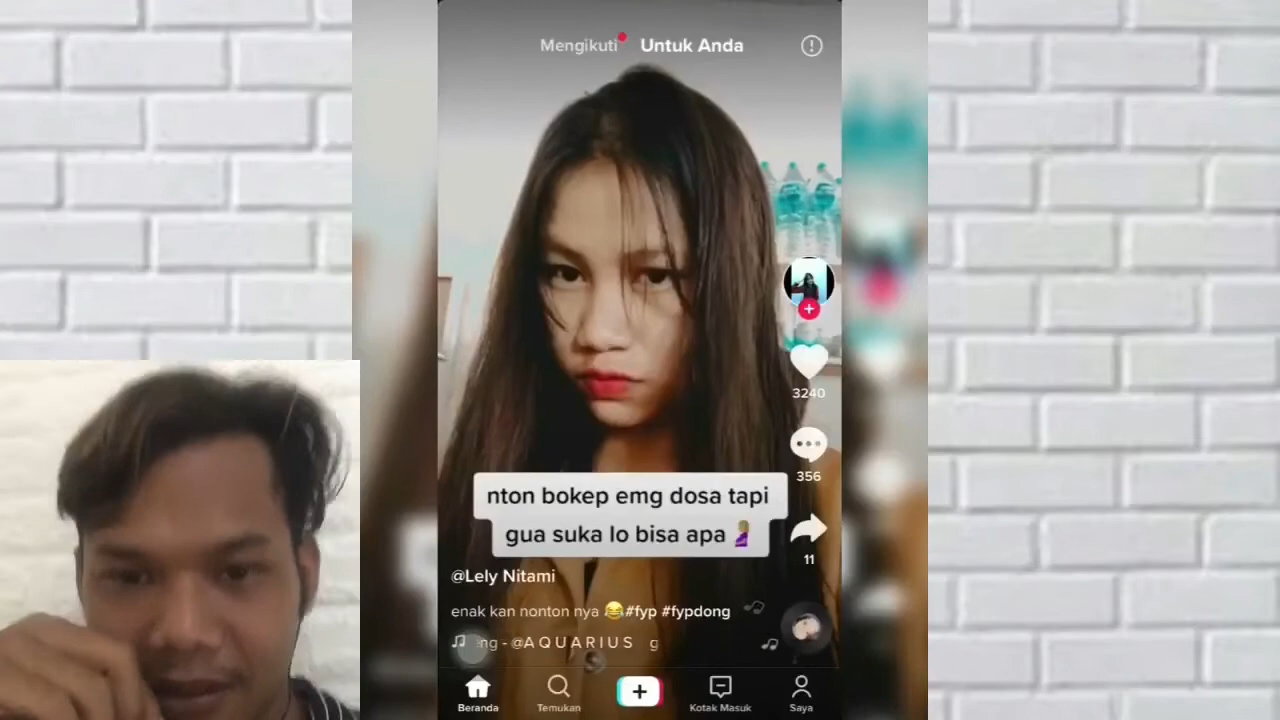 Mengikuti Untuk Anda
3240
nton bokep emg dosa tapi
gua suka lo bisa apa 🤰
356
11
@Lely Nitami
enak kan nonton nya 😂#fyp #fypdong
ng - @AQUARIUS g
Beranda Temukan Kotak Masuk Saya